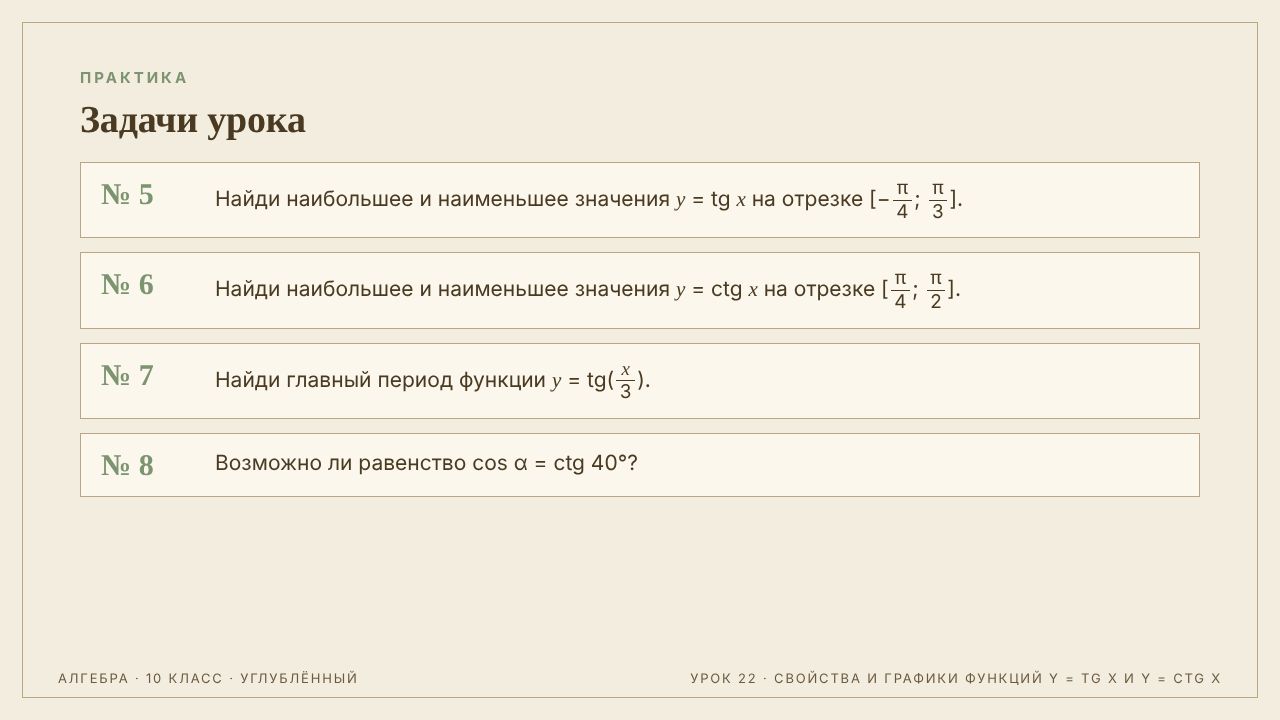 ПРАКТИКА
Задачи урока
№ 5 Найди наибольшее и наименьшее значения y = tg x на отрезке [−π/4; π/3].
№ 6 Найди наибольшее и наименьшее значения y = ctg x на отрезке [π/4; π/2].
№ 7 Найди главный период функции y = tg(x/3).
№ 8 Возможно ли равенство cos α = ctg 40°?
АЛГЕБРА · 10 КЛАСС · УГЛУБЛЁННЫЙ
УРОК 22 · СВОЙСТВА И ГРАФИКИ ФУНКЦИЙ Y = TG X И Y = CTG X